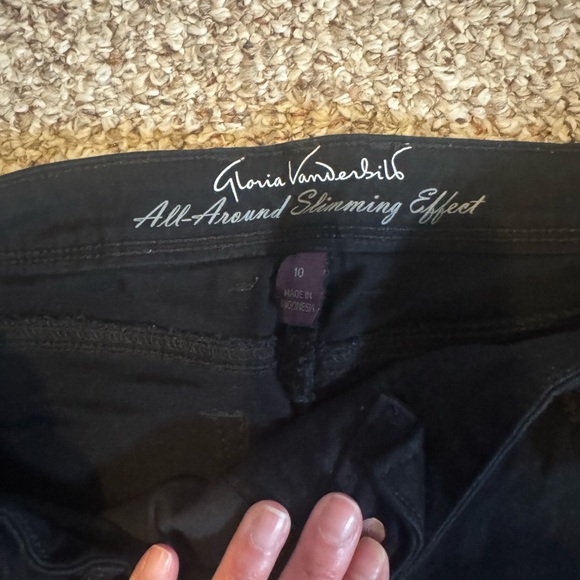 Gloria Vanderbilt
All-Around Slimming Effect
10
MADE IN
INDONESIA